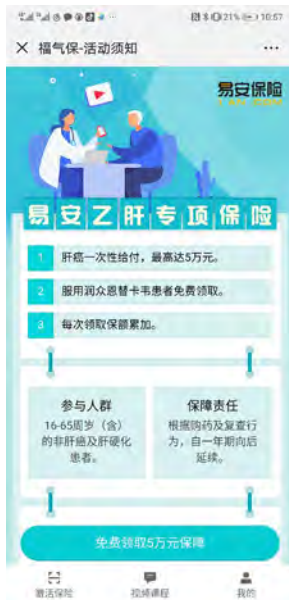 21%
10:57
福气保-活动须知
易安保险
易安乙肝专项保险
1 肝癌一次性给付，最高达5万元。
2 服用润众恩替卡韦患者免费领取。
3 每次领取保额累加。
参与人群
16-65周岁（含）
的非肝癌及肝硬化
患者。
保障责任
根据购药及复查行
为，自一年期向后
延续。
免费领取5万元保障
激活保险
视频课程
我的